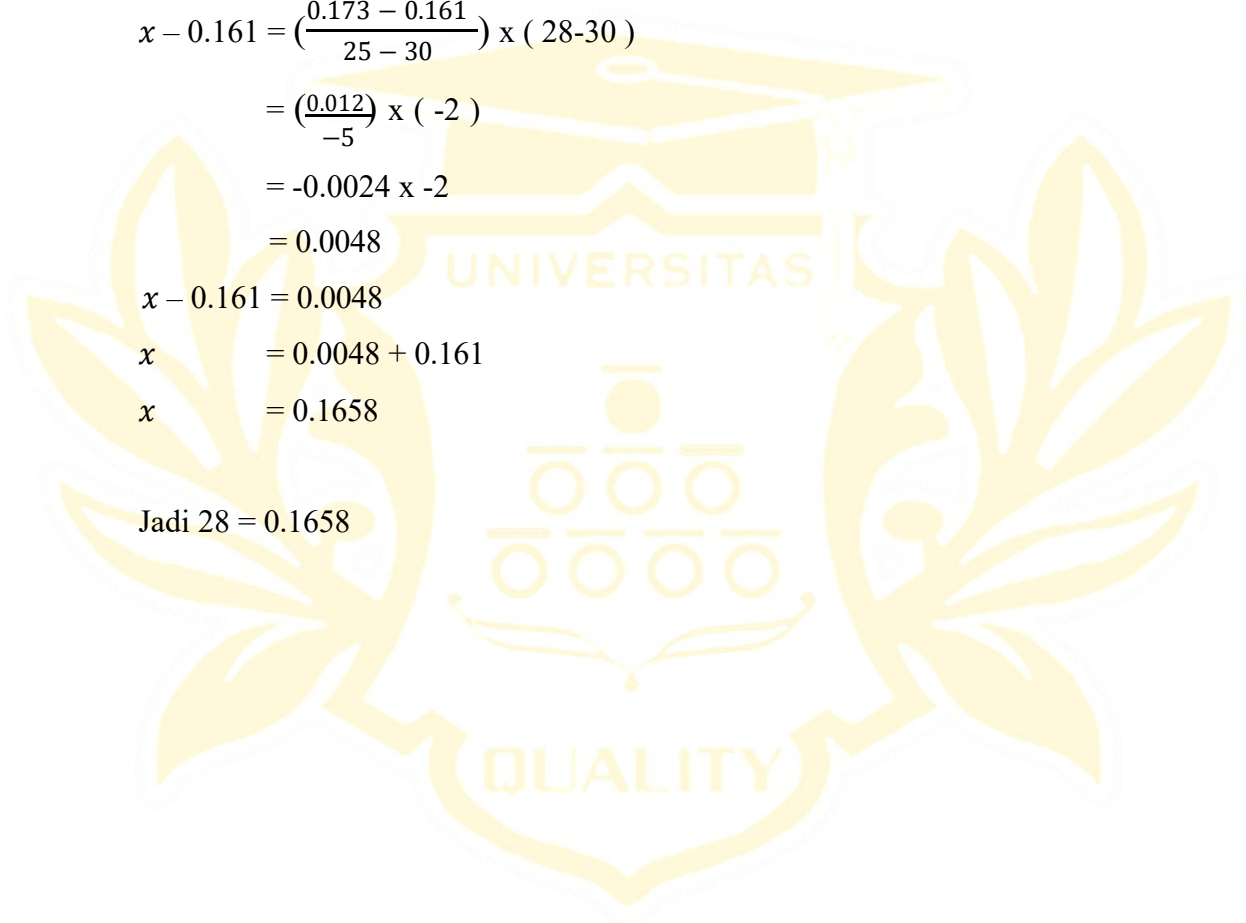 x – 0.161 = (0.173 − 0.161 / 25 − 30) x ( 28-30 )
= (0.012 / −5) x ( -2 )
= -0.0024 x -2
= 0.0048
UNIVERSITAS
x – 0.161 = 0.0048
x = 0.0048 + 0.161
x = 0.1658
Jadi 28 = 0.1658
QUALITY